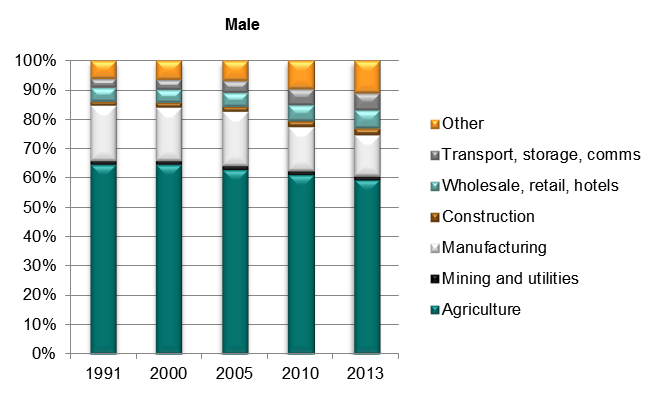 Male
100%
90%
80%
70%
60%
50%
40%
30%
20%
10%
0%
1991 2000 2005 2010 2013
Other
Transport, storage, comms
Wholesale, retail, hotels
Construction
Manufacturing
Mining and utilities
Agriculture